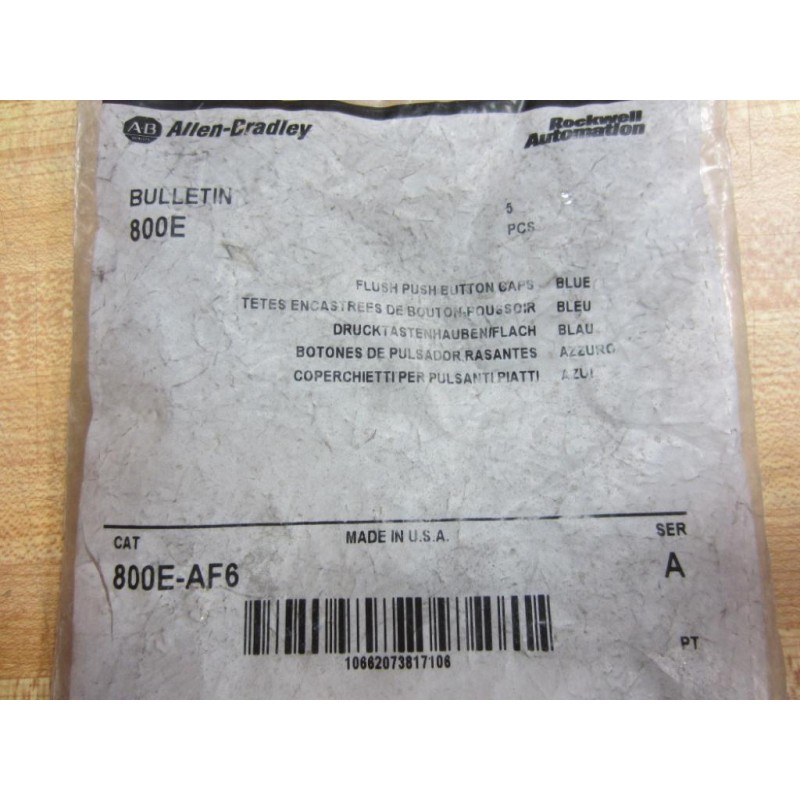 AB Allen-Bradley
Rockwell Automation
BULLETIN
800E
5
PCS
FLUSH PUSH BUTTON CAPS BLUE
TETES ENCASTREES DE BOUTON-POUSSOIR BLEU
DRUCKTASTENHAUBEN/FLACH BLAU
BOTONES DE PULSADOR RASANTES AZZURO
COPERCHIETTI PER PULSANTI PIATTI AZUL
CAT MADE IN U.S.A. SER
800E-AF6 A
10662073817106
PT